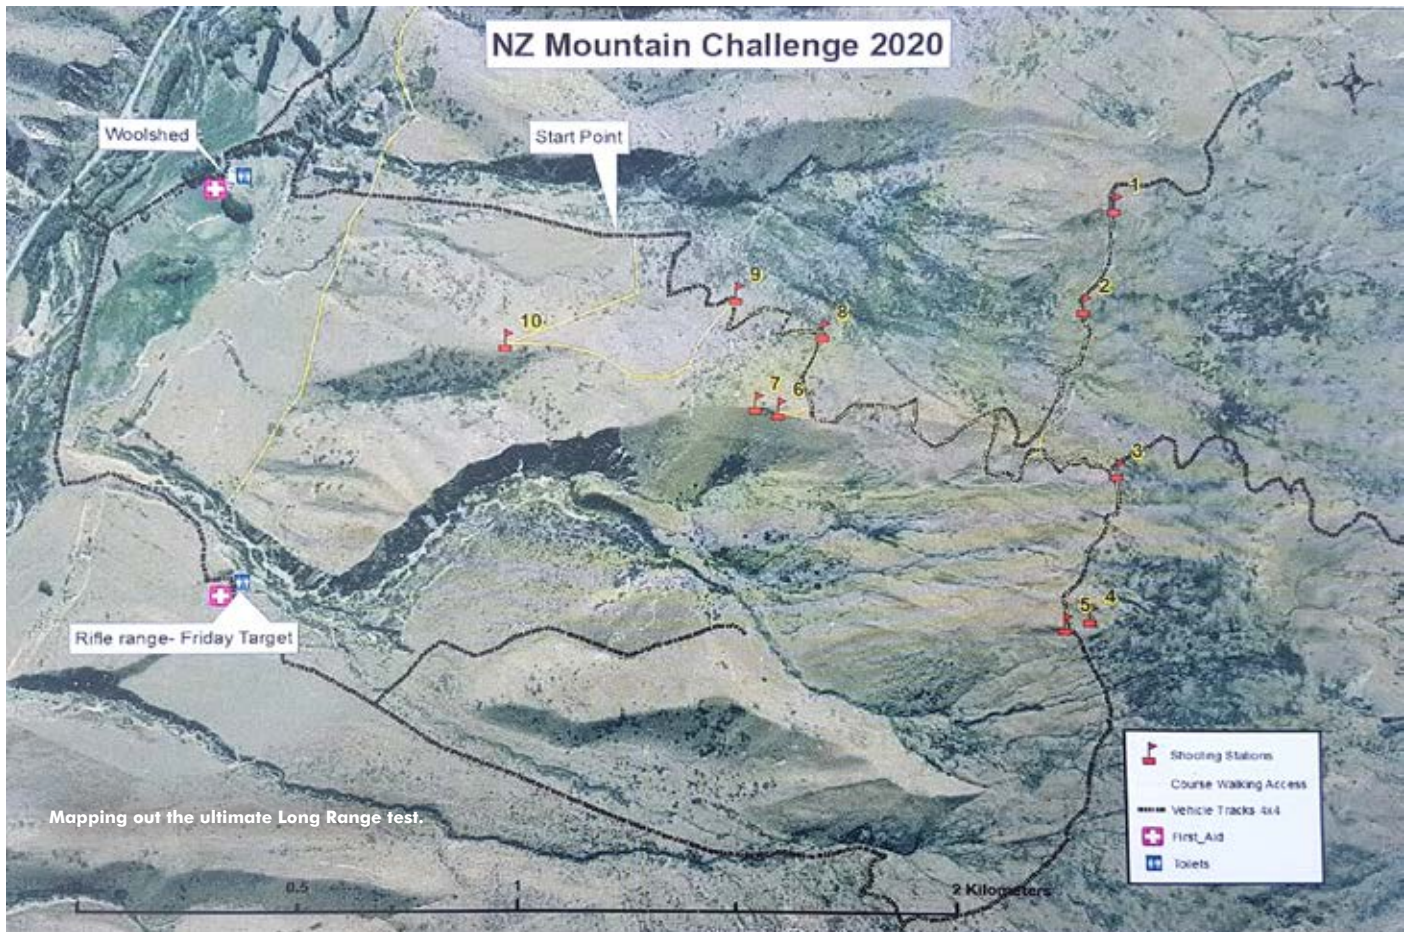 NZ Mountain Challenge 2020
Woolshed
Start Point
1
2
9
8
10
7
6
3
5
4
Rifle range- Friday Target
Shooting Stations
Course Walking Access
Vehicle Tracks 4x4
First_Aid
Toilets
Mapping out the ultimate Long Range test.
0.5
1
2 Kilometers